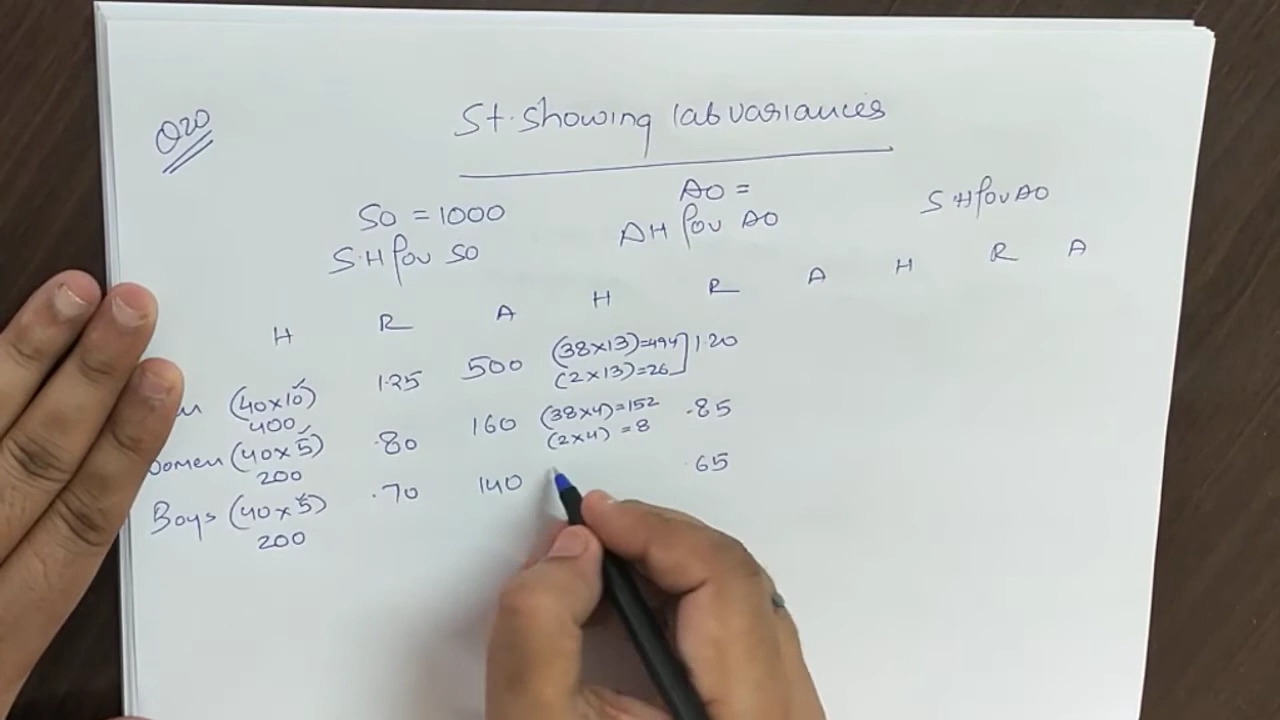 Q20
St. Showing lab variances
SO = 1000
S.H for SO
AO =
AH for AO
S H for AO
H R A H R A H R A
(40×10) 400 1.25 500 (38×13)=494 (2×13)=26 1.20
Women (40×5) 200 .80 160 (38×4)=152 (2×4) =8 .85
Boys (40×5) 200 .70 140 .65